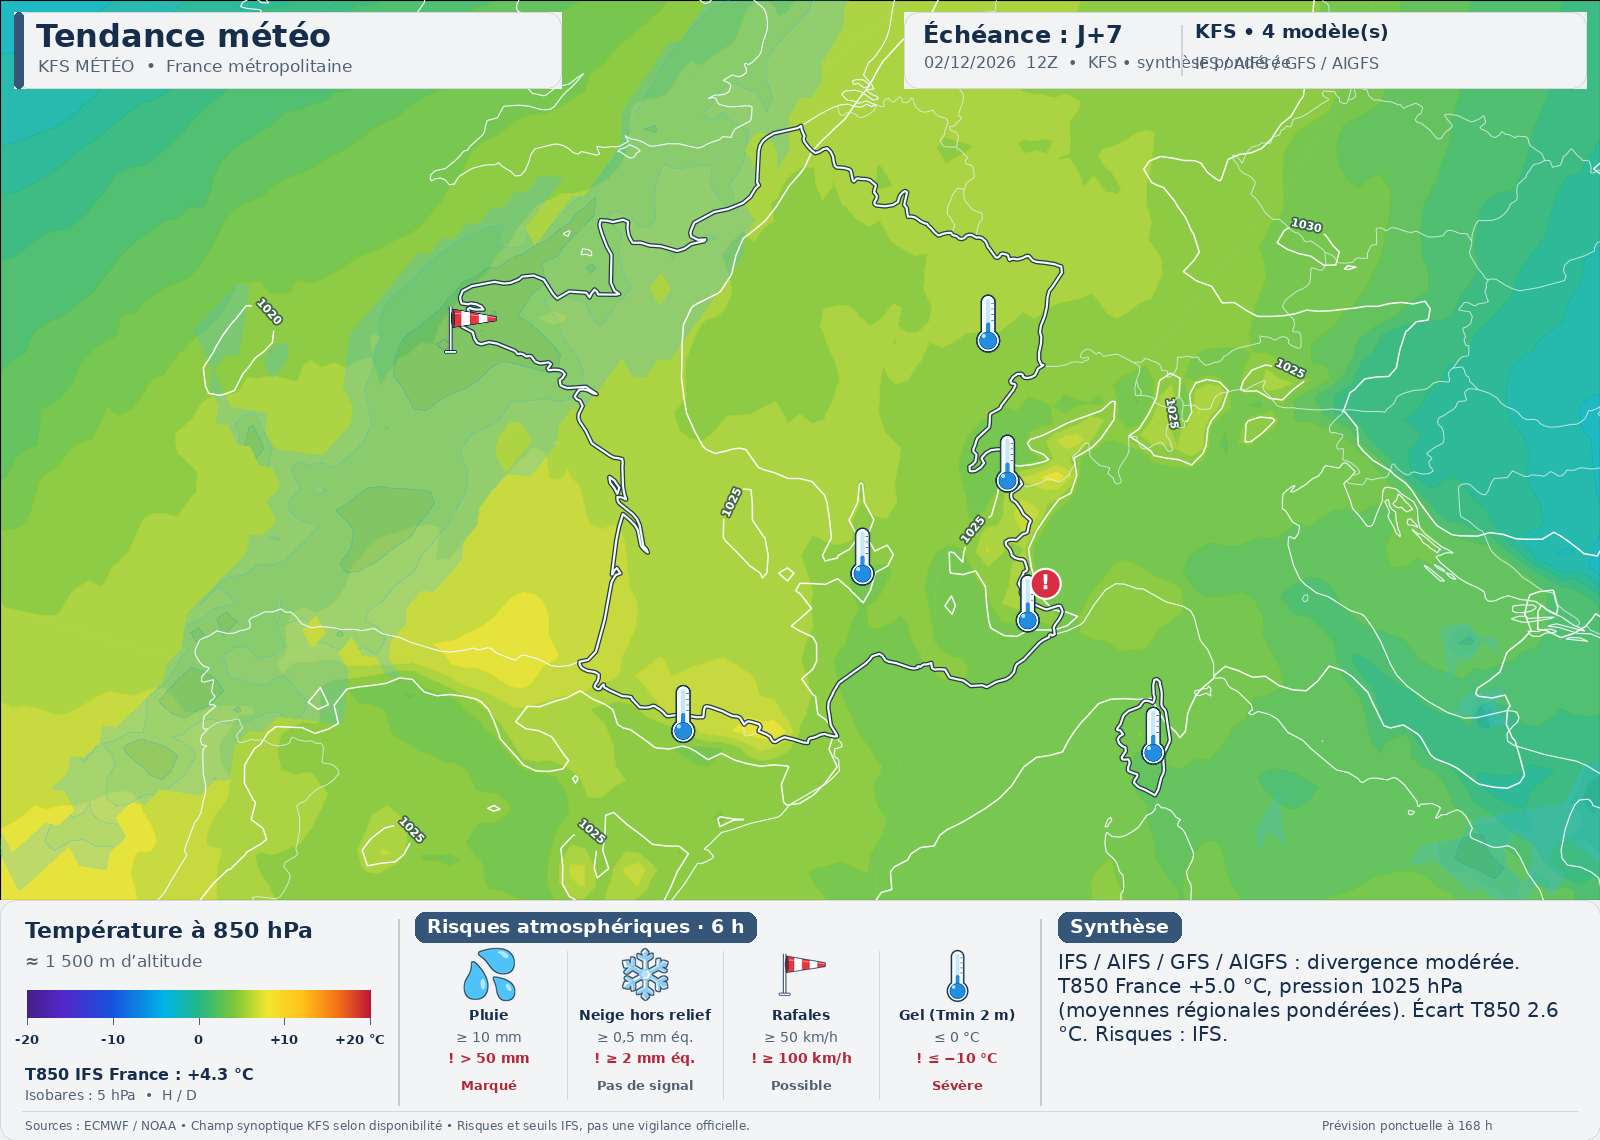 Tendance météo
KFS MÉTÉO • France métropolitaine
Échéance : J+7
02/12/2026 12Z • KFS • synthèse pondérée
KFS • 4 modèle(s)
IFS / AIFS / GFS / AIGFS
1030
1020
1025
1025
1025
1025
1025
1025
!
Température à 850 hPa
≈ 1 500 m d’altitude
-20 -10 0 +10 +20 °C
T850 IFS France : +4.3 °C
Isobares : 5 hPa • H / D
Risques atmosphériques · 6 h
Pluie
≥ 10 mm
! > 50 mm
Marqué
Neige hors relief
≥ 0,5 mm éq.
! ≥ 2 mm éq.
Pas de signal
Rafales
≥ 50 km/h
! ≥ 100 km/h
Possible
Gel (Tmin 2 m)
≤ 0 °C
! ≤ −10 °C
Sévère
Synthèse
IFS / AIFS / GFS / AIGFS : divergence modérée.
T850 France +5.0 °C, pression 1025 hPa
(moyennes régionales pondérées). Écart T850 2.6
°C. Risques : IFS.
Sources : ECMWF / NOAA • Champ synoptique KFS selon disponibilité • Risques et seuils IFS, pas une vigilance officielle.
Prévision ponctuelle à 168 h